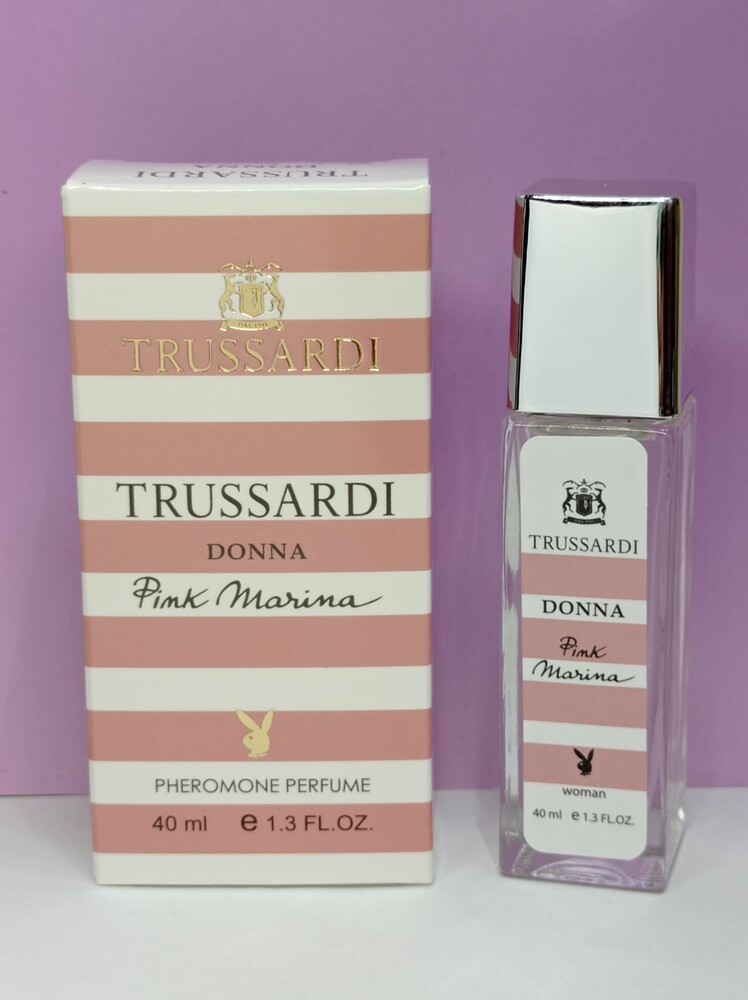 TRUSSARDI
DONNA
TRUSSARDI
TRUSSARDI
DONNA
Pink Marina
PHEROMONE PERFUME
40 ml e 1.3 FL.OZ.
TRUSSARDI
DONNA
Pink
Marina
woman
40 ml e 1.3 FL.OZ.